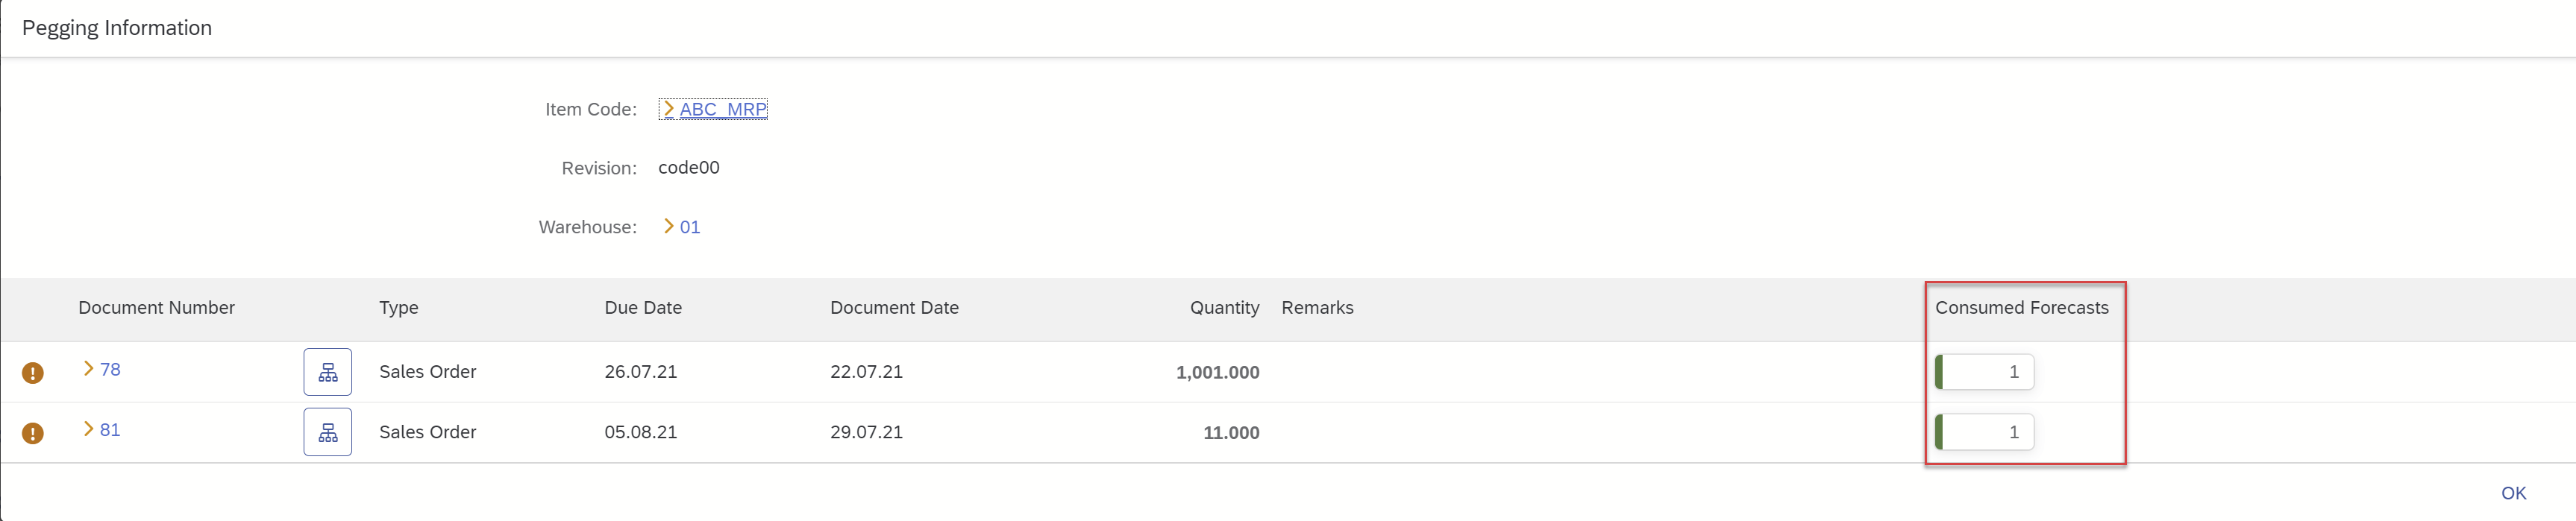 Pegging Information
Item Code: ABC_MRP
Revision: code00
Warehouse: 01
Document Number Type Due Date Document Date Quantity Remarks Consumed Forecasts
78 Sales Order 26.07.21 22.07.21 1,001.000 1
81 Sales Order 05.08.21 29.07.21 11.000 1
OK